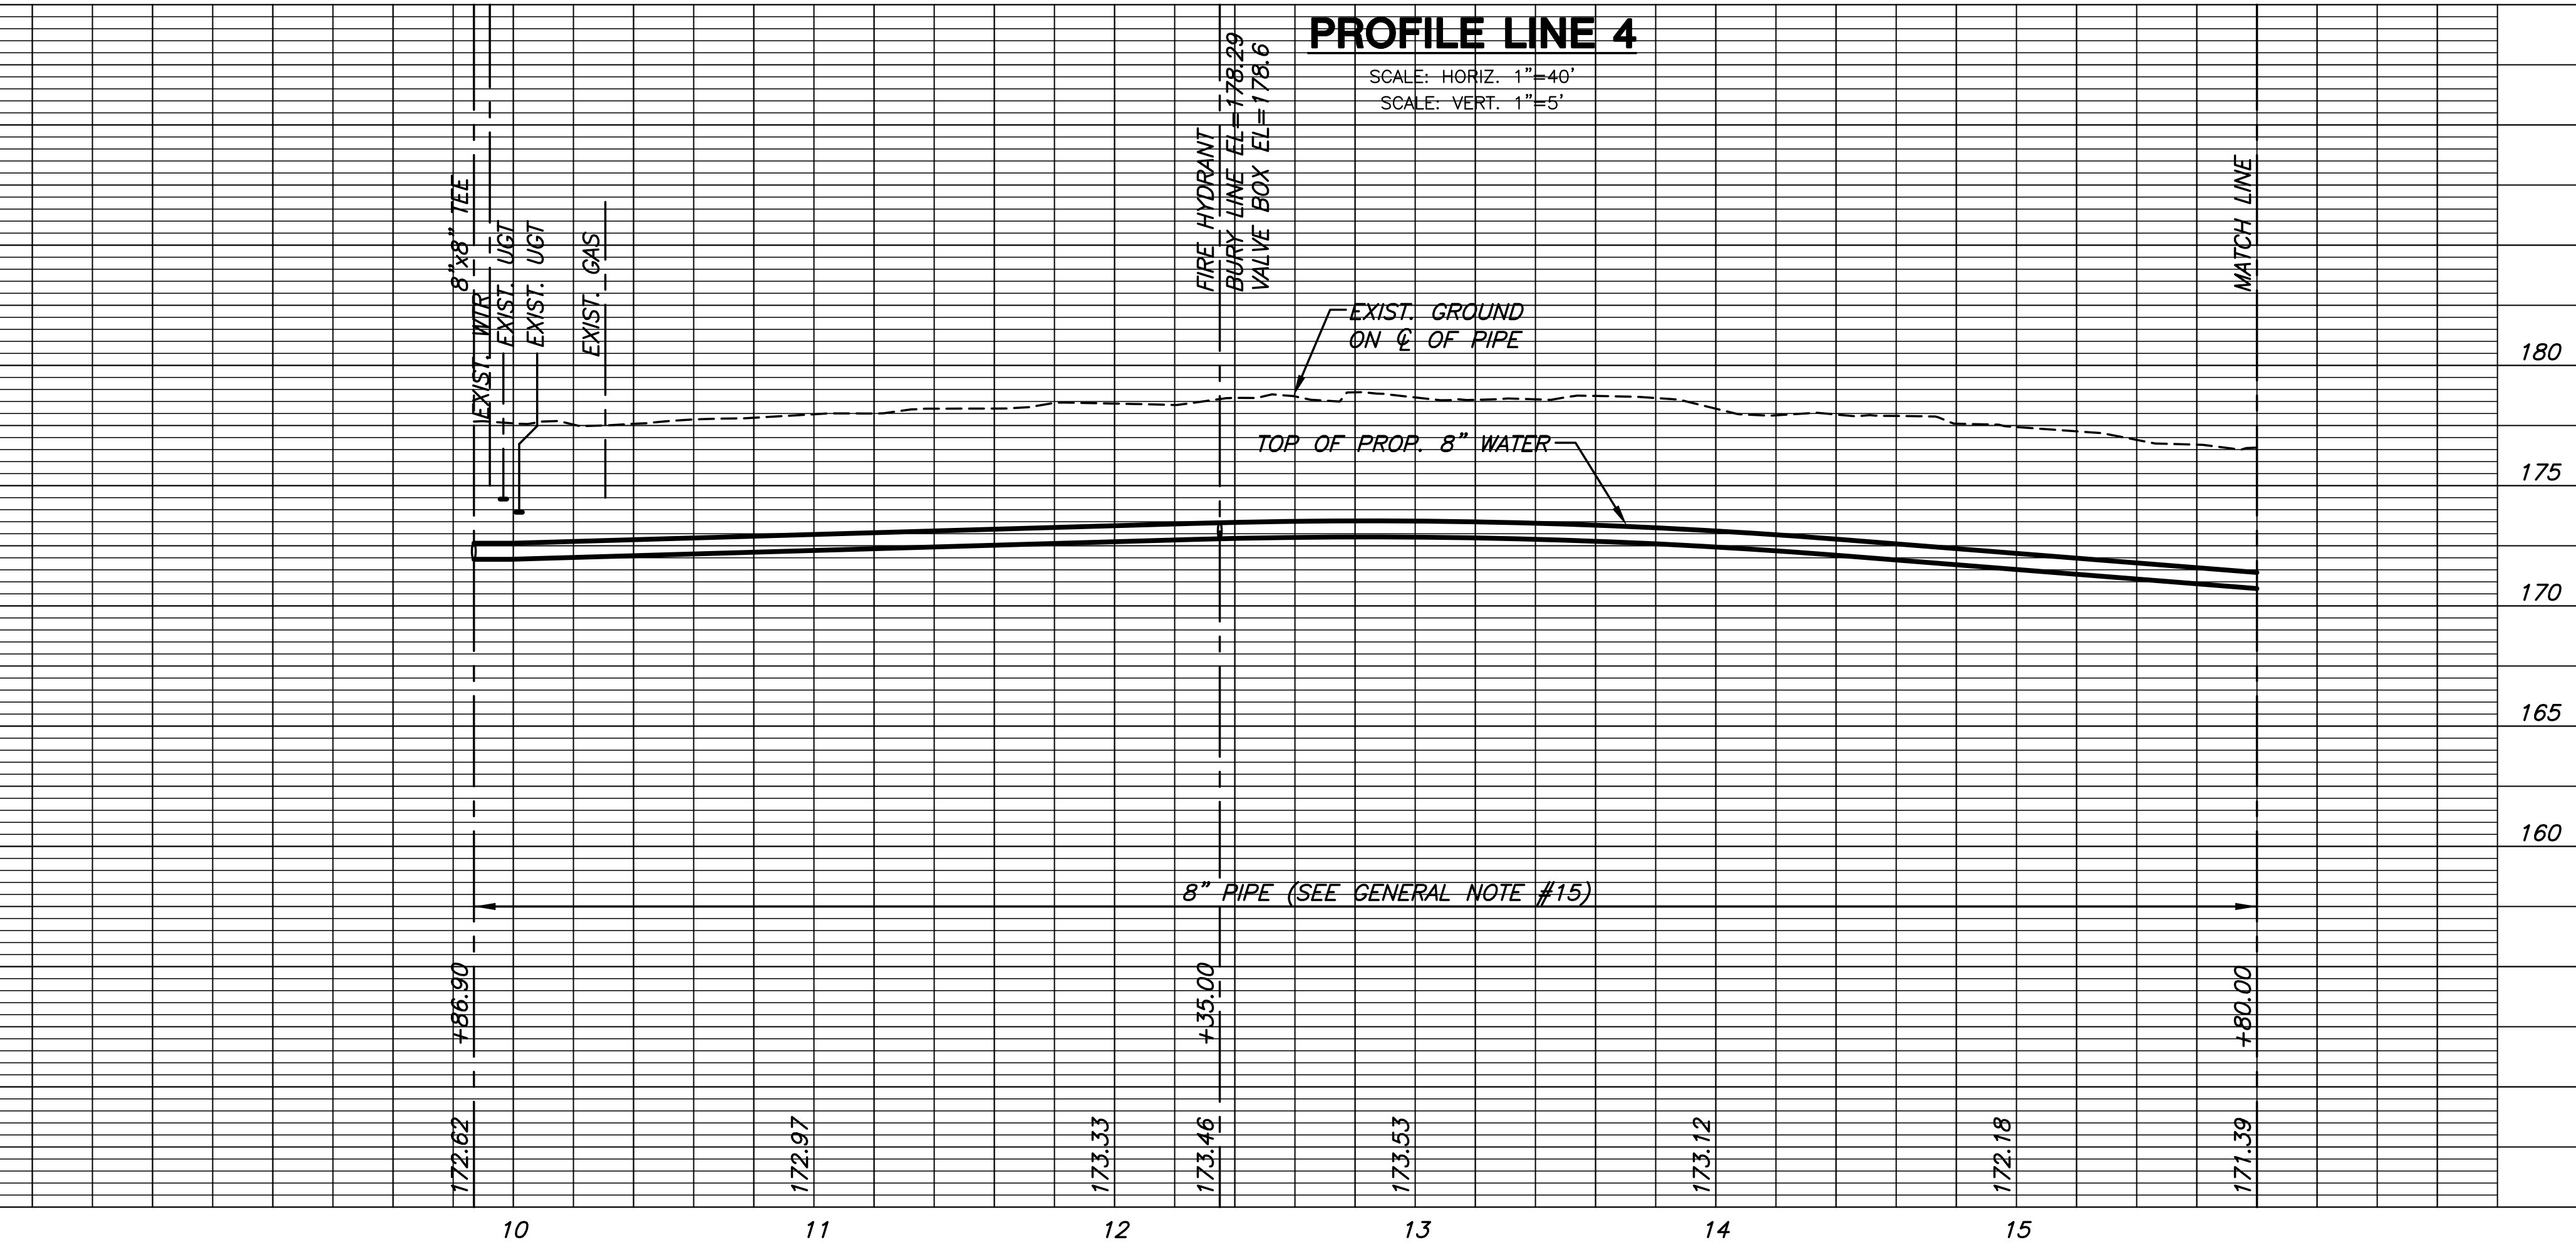 PROFILE LINE 4
SCALE: HORIZ. 1"=40'
SCALE: VERT. 1"=5'
8"x8" TEE
EXIST. WTR
EXIST. UGT
EXIST. UGT
EXIST. GAS
FIRE HYDRANT
BURY LINE EL=178.29
VALVE BOX EL=178.6
MATCH LINE
EXIST. GROUND
ON ℄ OF PIPE
TOP OF PROP. 8" WATER
180
175
170
165
160
8" PIPE (SEE GENERAL NOTE #15)
+86.90
+35.00
+80.00
172.62
172.97
173.33
173.46
173.53
173.12
172.18
171.39
10
11
12
13
14
15